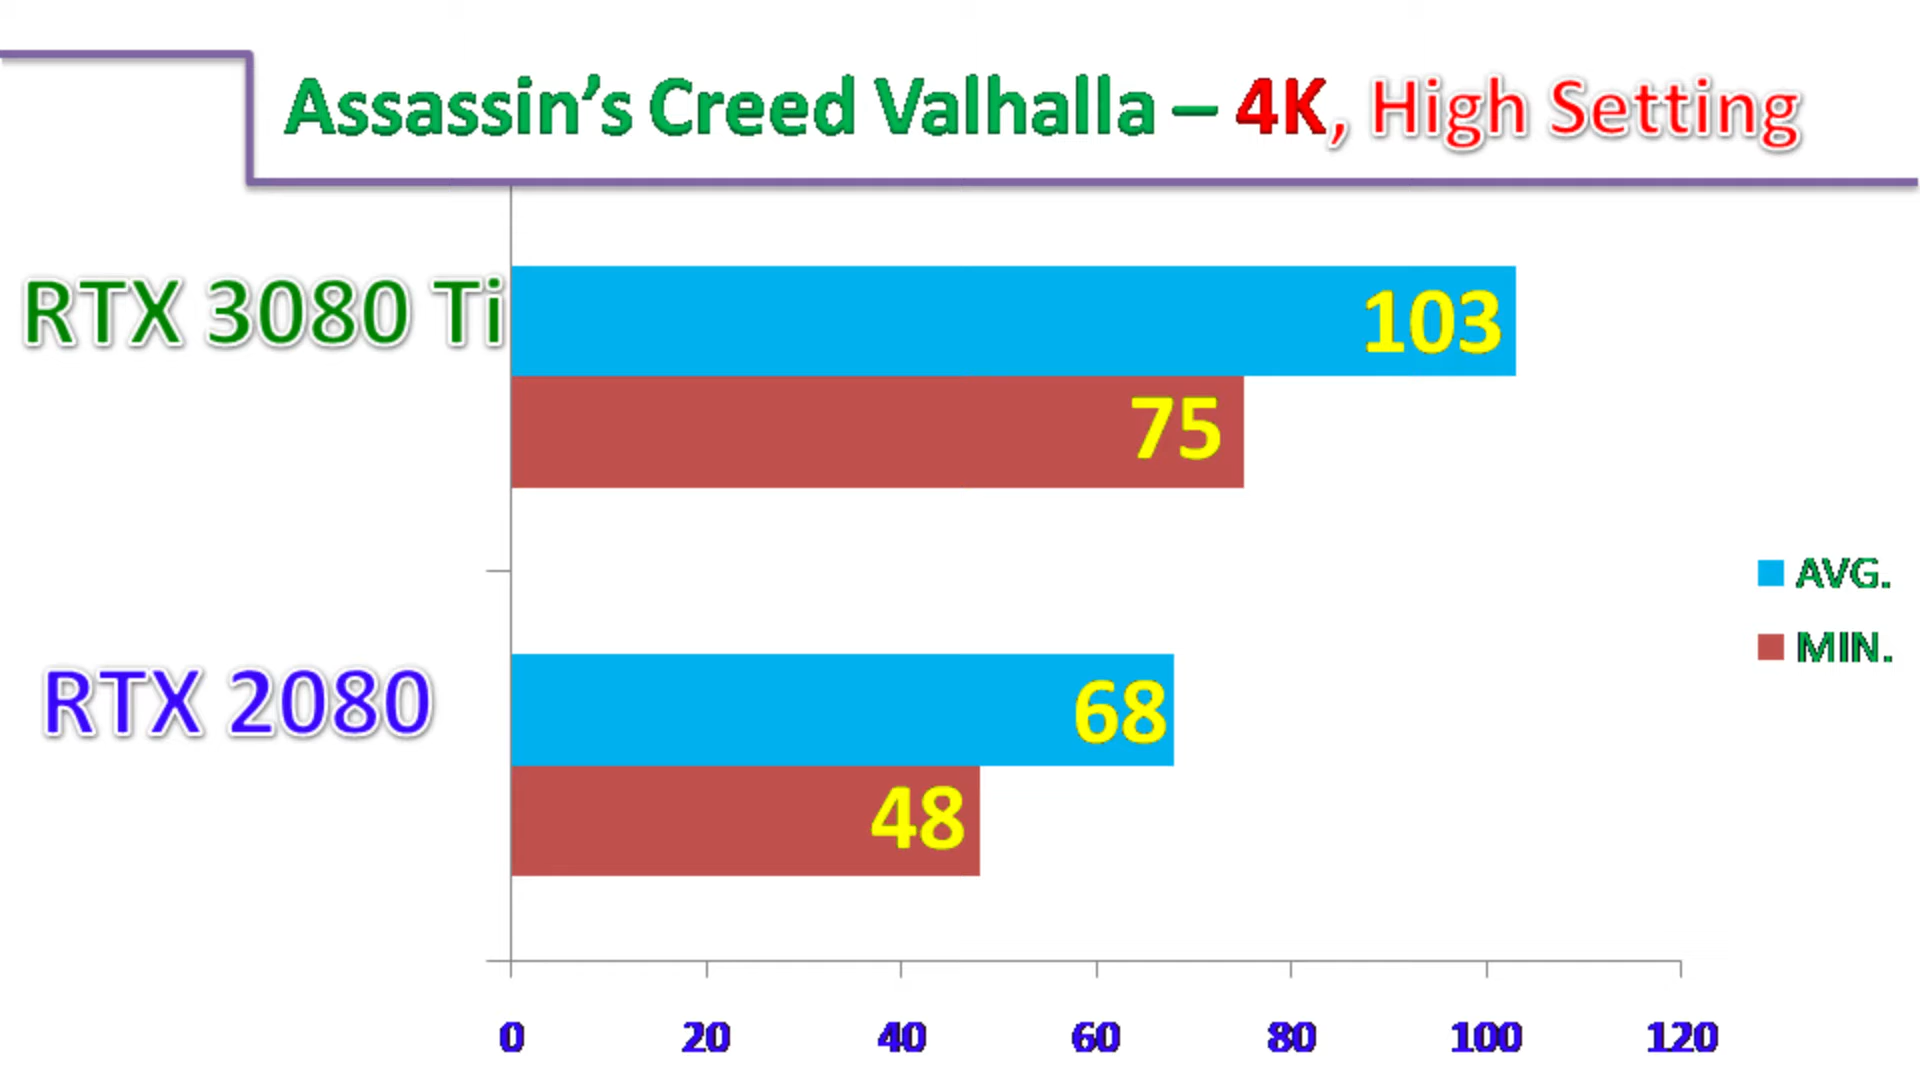 Assassin’s Creed Valhalla – 4K, High Setting
RTX 3080 Ti
103
75
AVG.
MIN.
RTX 2080
68
48
0 20 40 60 80 100 120